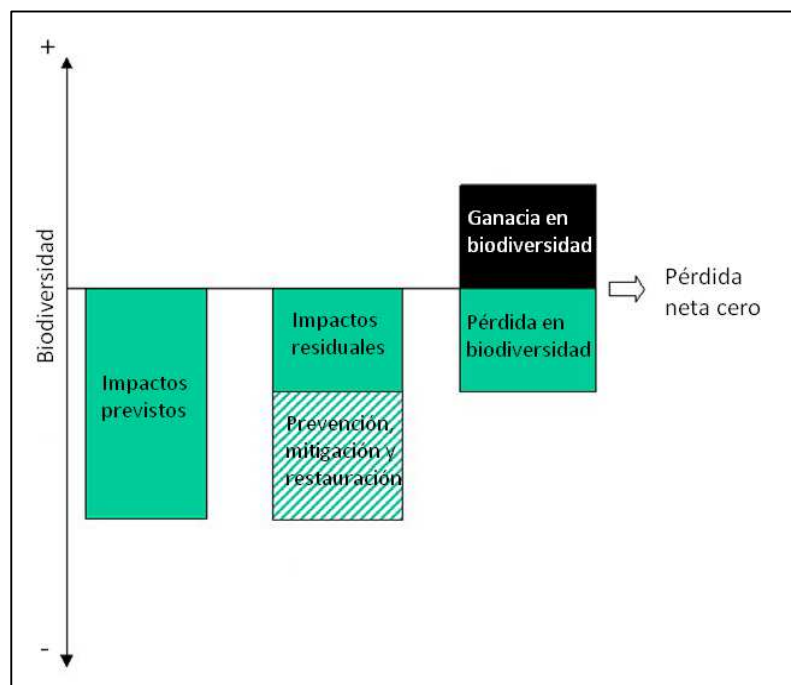 +
Biodiversidad
Impactos
previstos
Impactos
residuales
Prevención,
mitigación y
restauración
Ganacia en
biodiversidad
Pérdida en
biodiversidad
Pérdida
neta cero
-